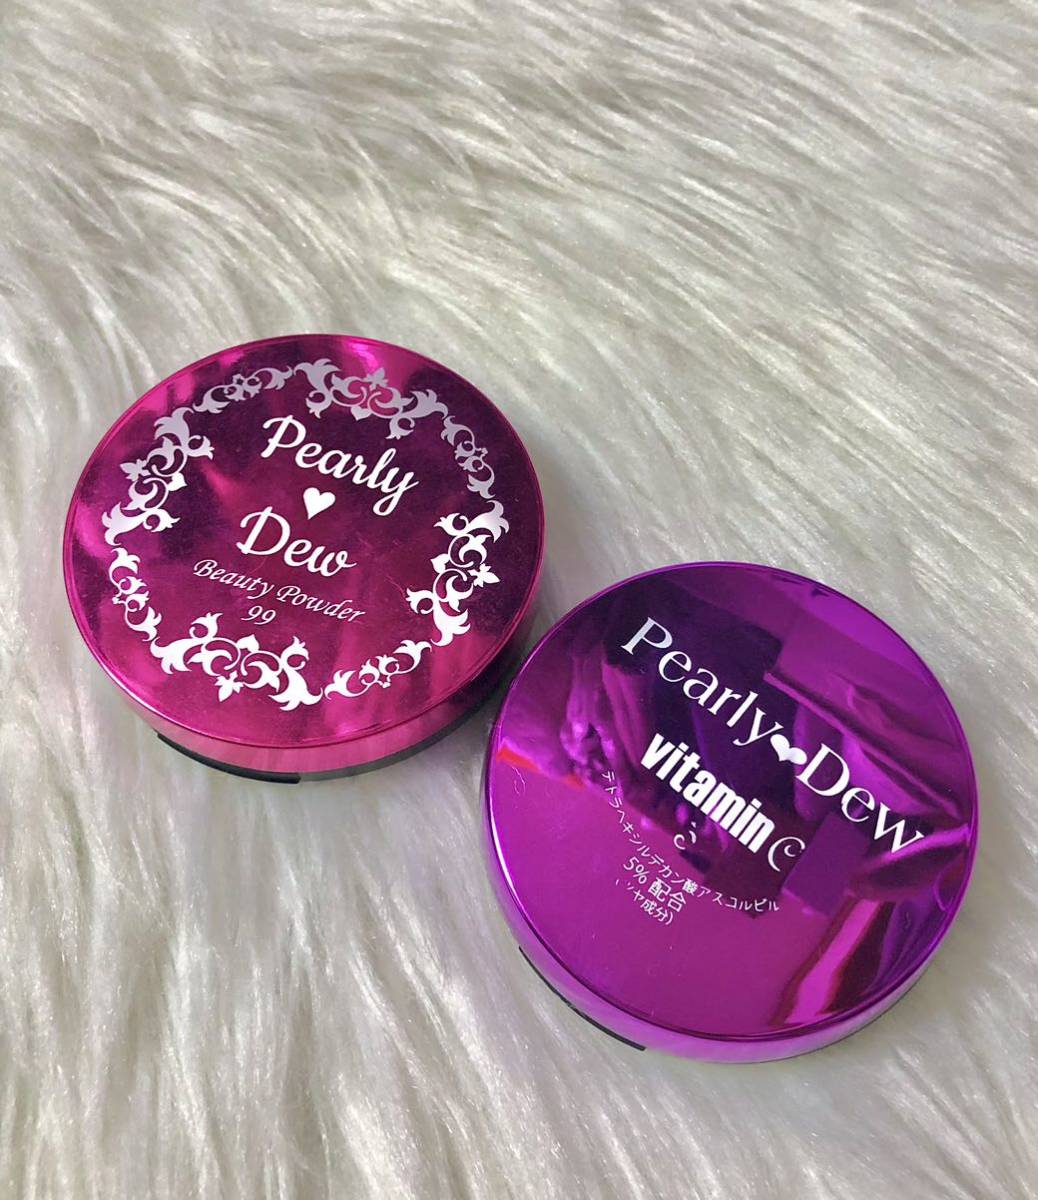 Pearly
♥
Dew
Beauty Powder
99
Pearly♥Dew
vitamin C
テトラヘキシルデカン酸アスコルビル
5% 配合
ツヤ成分)